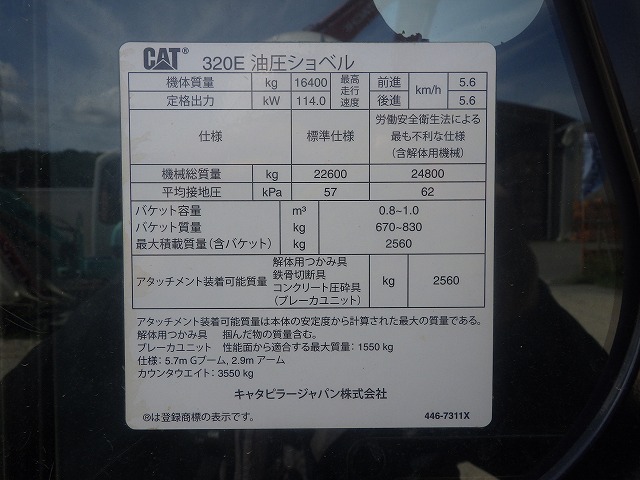 CAT® 320E 油圧ショベル
機体質量 kg 16400 最高走行速度 前進 km/h 5.6
定格出力 kW 114.0 後進 5.6
仕様 標準仕様 労働安全衛生法による最も不利な仕様(含解体用機械)
機械総質量 kg 22600 24800
平均接地圧 kPa 57 62
バケット容量 m³ 0.8~1.0
バケット質量 kg 670~830
最大積載質量(含バケット) kg 2560
アタッチメント装着可能質量 解体用つかみ具 鉄骨切断具 コンクリート圧砕具 (ブレーカユニット) kg 2560
アタッチメント装着可能質量は本体の安定度から計算された最大の質量である。
解体用つかみ具 掴んだ物の質量含む。
ブレーカユニット 性能面から適合する最大質量: 1550 kg
仕様: 5.7m Gブーム, 2.9m アーム
カウンタウエイト: 3550 kg
キャタピラージャパン株式会社
®は登録商標の表示です。 446-7311X